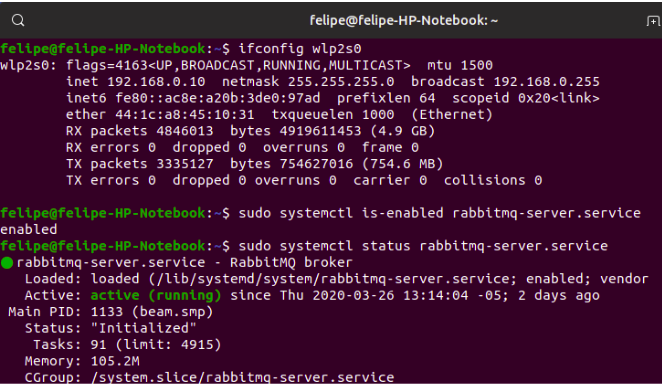 felipe@felipe-HP-Notebook: ~
felipe@felipe-HP-Notebook:~$ ifconfig wlp2s0
wlp2s0: flags=4163<UP,BROADCAST,RUNNING,MULTICAST>  mtu 1500
        inet 192.168.0.10  netmask 255.255.255.0  broadcast 192.168.0.255
        inet6 fe80::ac8e:a20b:3de0:97ad  prefixlen 64  scopeid 0x20<link>
        ether 44:1c:a8:45:10:31  txqueuelen 1000  (Ethernet)
        RX packets 4846013  bytes 4919611453 (4.9 GB)
        RX errors 0  dropped 0  overruns 0  frame 0
        TX packets 3335127  bytes 754627016 (754.6 MB)
        TX errors 0  dropped 0 overruns 0  carrier 0  collisions 0
felipe@felipe-HP-Notebook:~$ sudo systemctl is-enabled rabbitmq-server.service
enabled
felipe@felipe-HP-Notebook:~$ sudo systemctl status rabbitmq-server.service
● rabbitmq-server.service - RabbitMQ broker
   Loaded: loaded (/lib/systemd/system/rabbitmq-server.service; enabled; vendor
   Active: active (running) since Thu 2020-03-26 13:14:04 -05; 2 days ago
 Main PID: 1133 (beam.smp)
   Status: "Initialized"
    Tasks: 91 (limit: 4915)
   Memory: 105.2M
   CGroup: /system.slice/rabbitmq-server.service